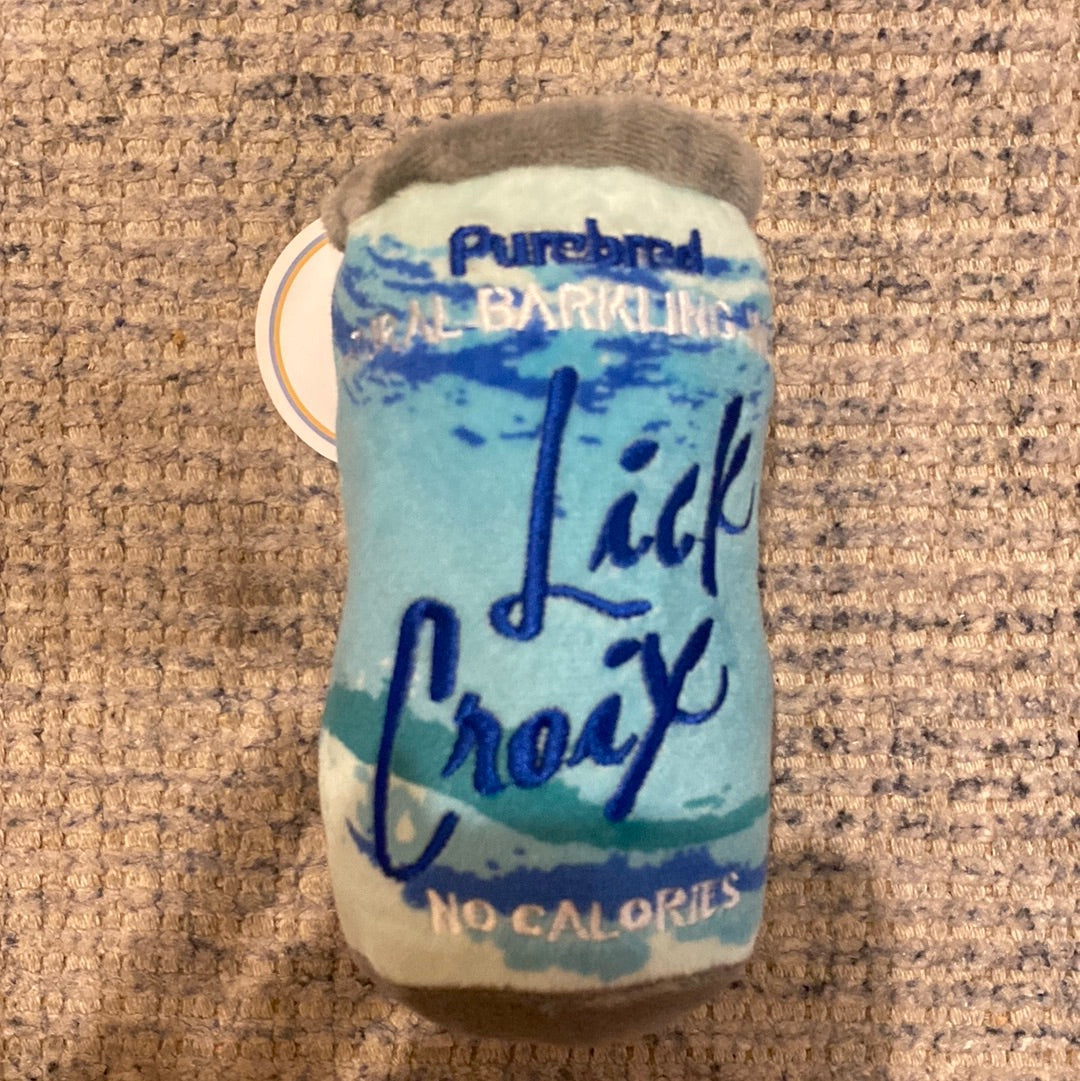 Purebred
BARKLING
Lick
Croix
NO CALORIES